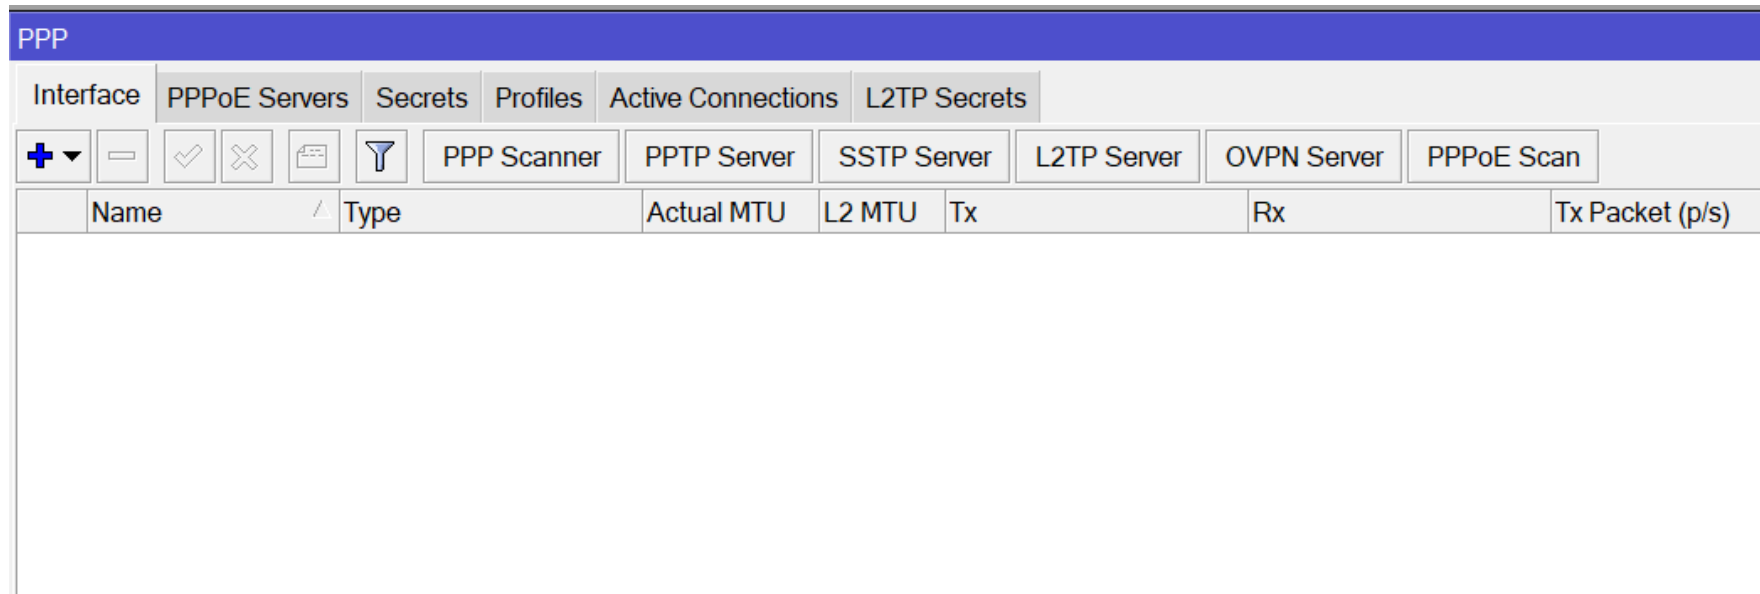 PPP
Interface PPPoE Servers Secrets Profiles Active Connections L2TP Secrets
PPP Scanner PPTP Server SSTP Server L2TP Server OVPN Server PPPoE Scan
Name Type Actual MTU L2 MTU Tx Rx Tx Packet (p/s)